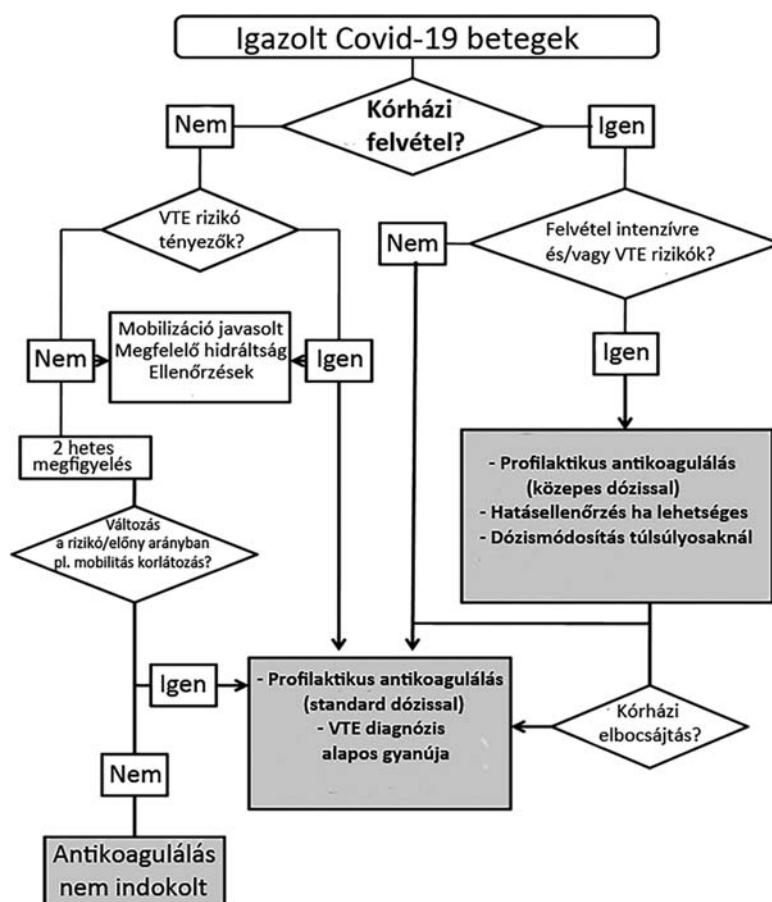 Igazolt Covid-19 betegek
Kórházi
felvétel?
Nem
Igen
VTE rizikó
tényezők?
Felvétel intenzívre
és/vagy VTE rizikók?
Nem
Nem
Mobilizáció javasolt
Megfelelő hidráltság
Ellenőrzések
Igen
Igen
2 hetes
megfigyelés
- Profilaktikus antikoagulálás
(közepes dózissal)
- Hatásellenőrzés ha lehetséges
- Dózismódosítás túlsúlyosaknál
Változás
a rizikó/előny arányban
pl. mobilitás korlátozás?
Igen
- Profilaktikus antikoagulálás
(standard dózissal)
- VTE diagnózis
alapos gyanúja
Kórházi
elbocsájtás?
Nem
Antikoagulálás
nem indokolt